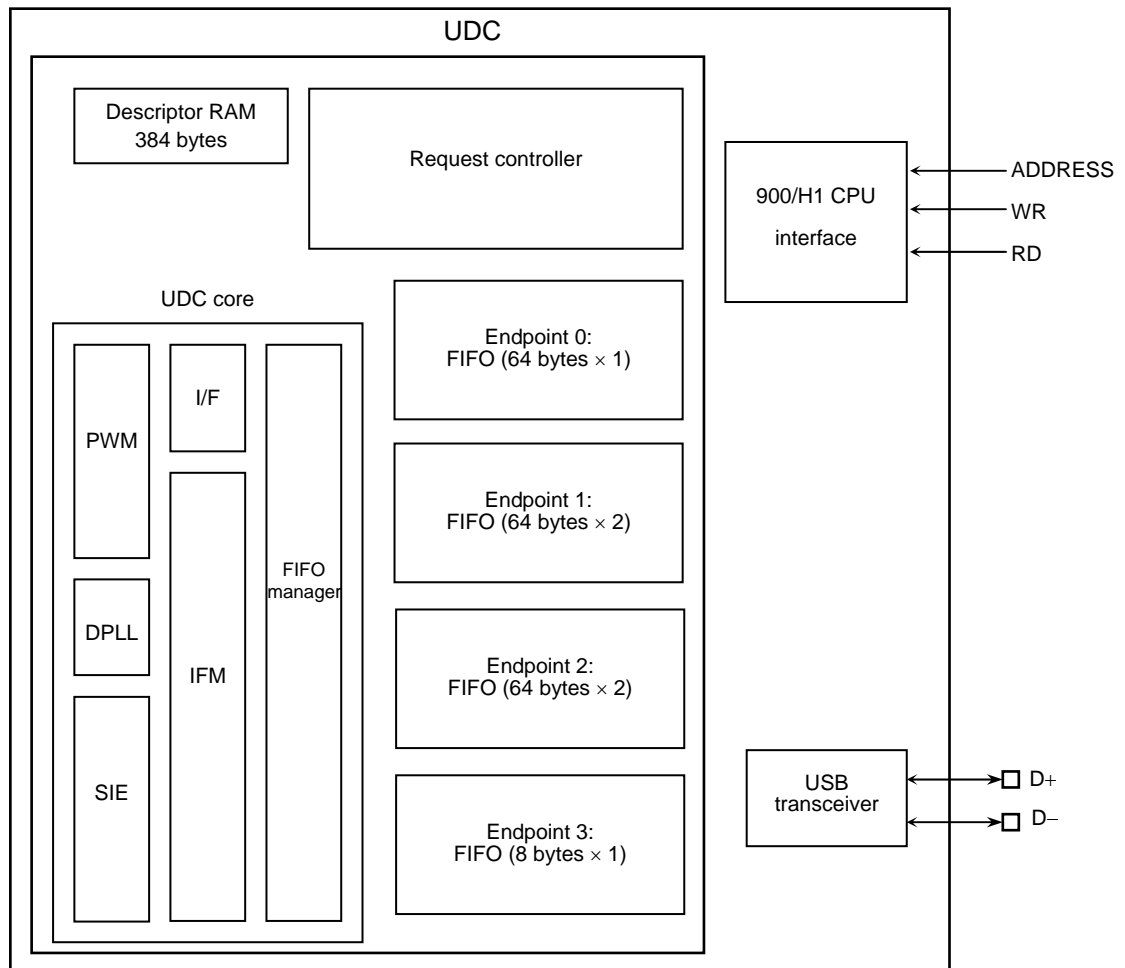 UDC
Descriptor RAM
384 bytes
Request controller
900/H1 CPU
interface
ADDRESS
WR
RD
UDC core
PWM
DPLL
SIE
I/F
IFM
FIFO
manager
Endpoint 0:
FIFO (64 bytes × 1)
Endpoint 1:
FIFO (64 bytes × 2)
Endpoint 2:
FIFO (64 bytes × 2)
Endpoint 3:
FIFO (8 bytes × 1)
USB
transceiver
D+
D−